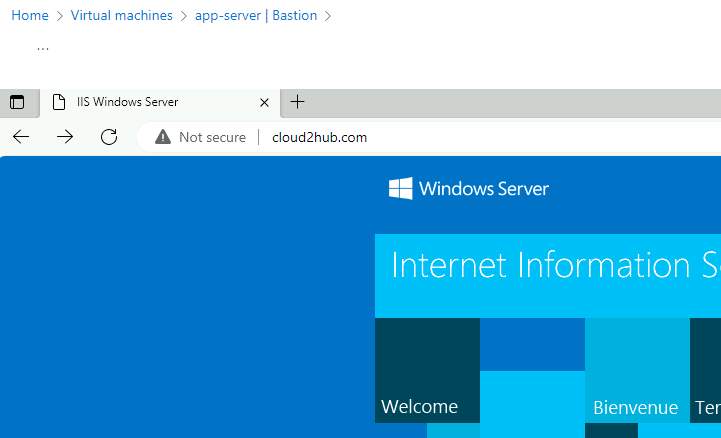 Home > Virtual machines > app-server | Bastion >
...
IIS Windows Server
Not secure | cloud2hub.com
Windows Server
Internet Information S
Welcome
Bienvenue
Ter